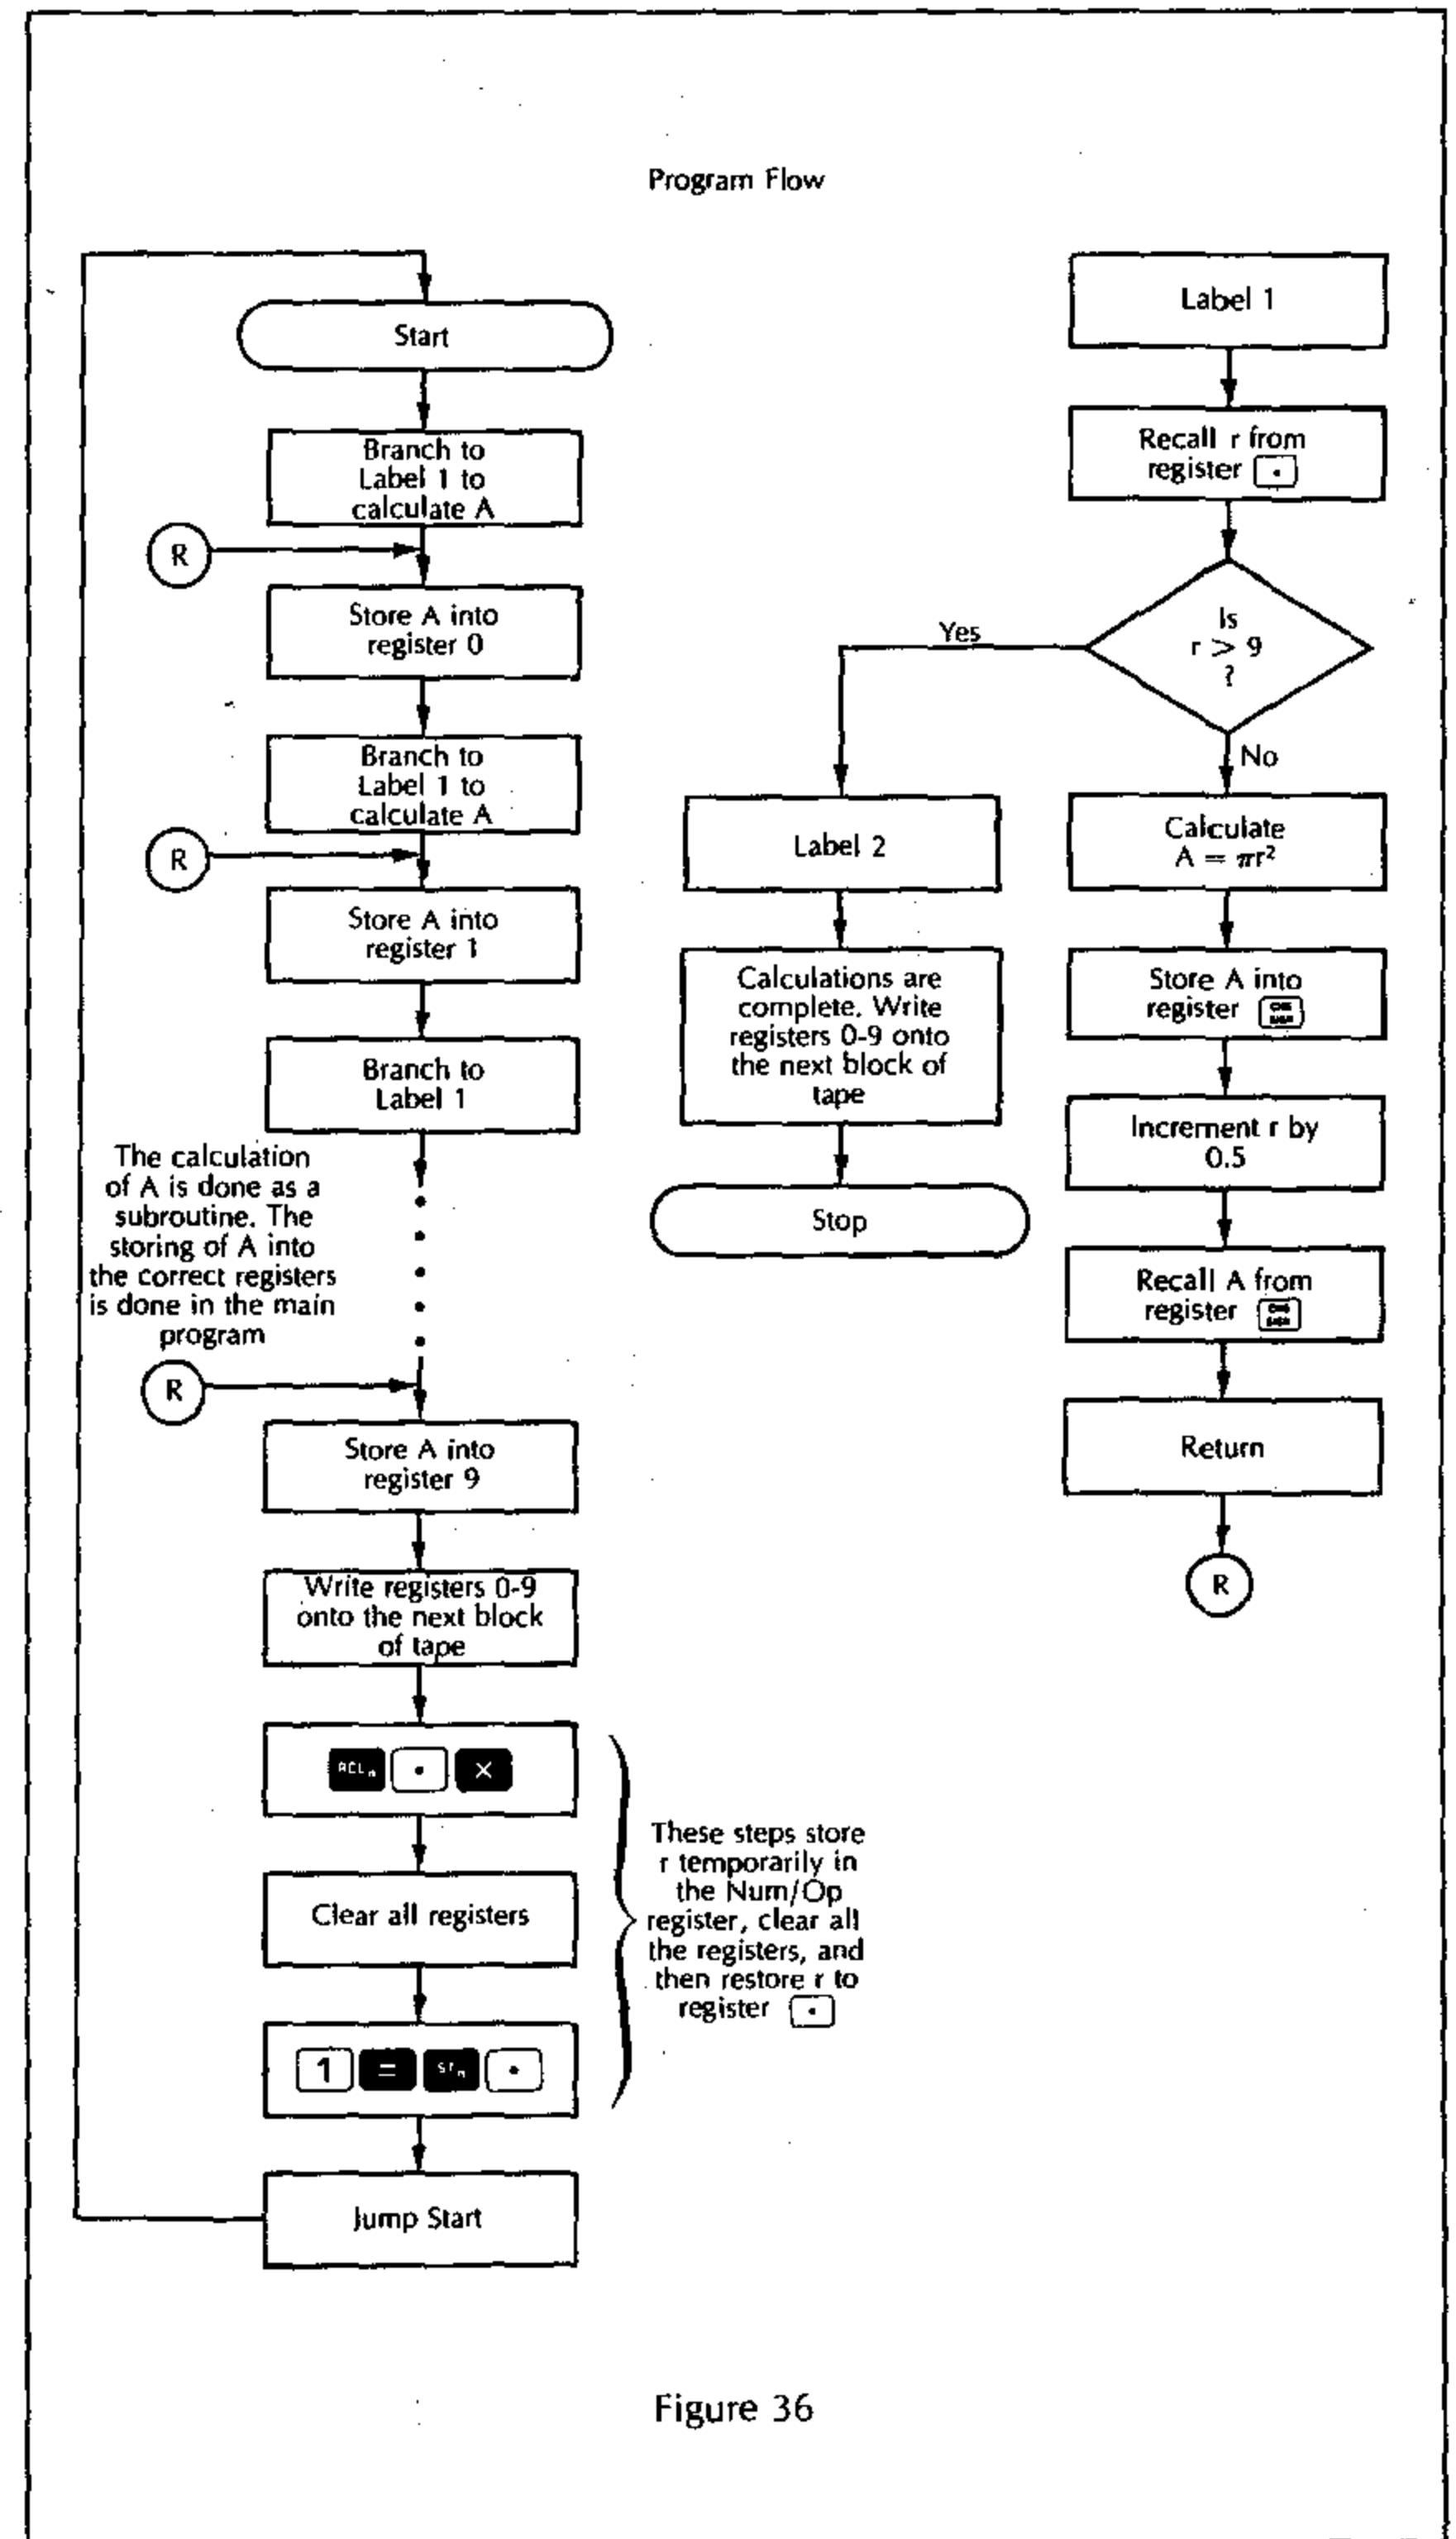 Program Flow
Start
Branch to
Label 1 to
calculate A
R
Store A into
register 0
Branch to
Label 1 to
calculate A
R
Store A into
register 1
Branch to
Label 1
The calculation
of A is done as a
subroutine. The
storing of A into
the correct registers
is done in the main
program
R
Store A into
register 9
Write registers 0-9
onto the next block
of tape
RCLn · ×
Clear all registers
1 = STn ·
These steps store
r temporarily in
the Num/Op
register, clear all
the registers, and
then restore r to
register ·
Jump Start
Label 1
Recall r from
register ·
Is
r > 9
?
Yes
No
Label 2
Calculations are
complete. Write
registers 0-9 onto
the next block of
tape
Stop
Calculate
A = πr²
Store A into
register CHG SIGN
Increment r by
0.5
Recall A from
register CHG SIGN
Return
R
Figure 36